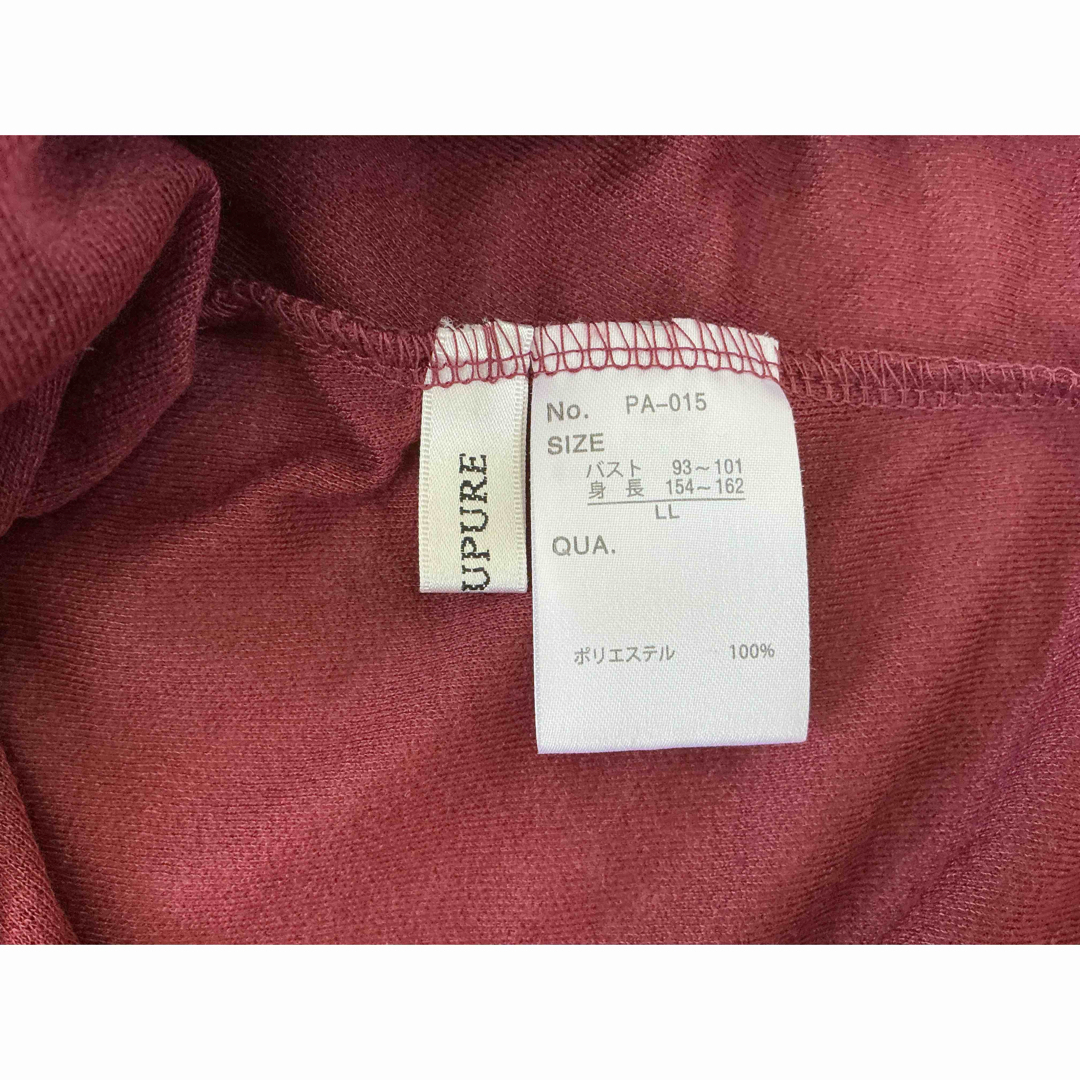 UPURE
No. PA-015
SIZE
バスト 93～101
身長 154～162
LL
QUA.
ポリエステル 100%